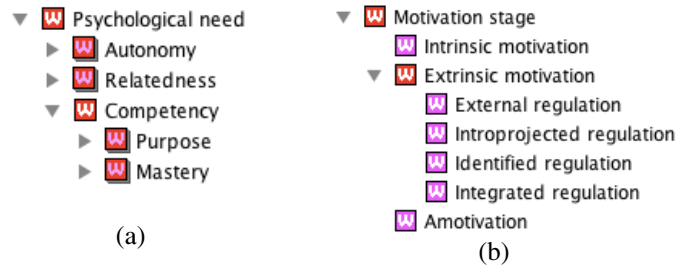 Psychological need
Autonomy
Relatedness
Competency
Purpose
Mastery
(a)
Motivation stage
Intrinsic motivation
Extrinsic motivation
External regulation
Introprojected regulation
Identified regulation
Integrated regulation
Amotivation
(b)